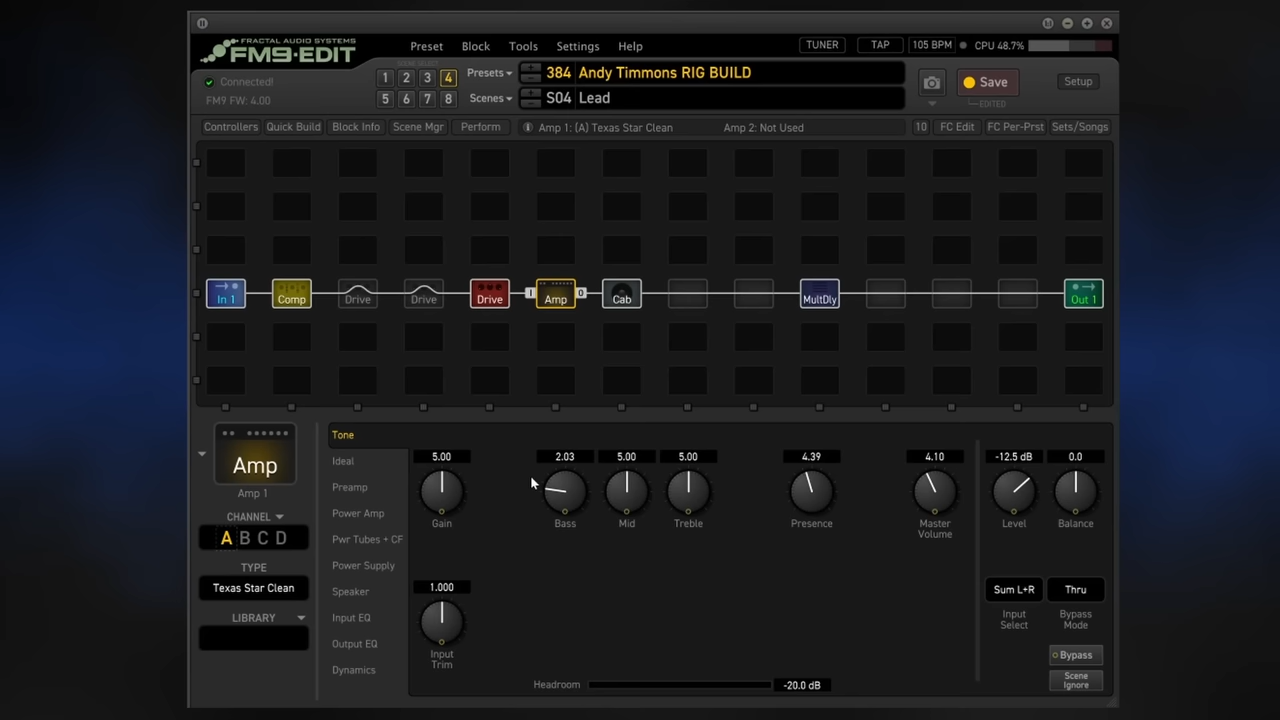 FRACTAL AUDIO SYSTEMS
FM9-EDIT
Preset Block Tools Settings Help
TUNER TAP 105 BPM CPU 48.7%
Connected!
FM9 FW: 4.00
SCENE SELECT
1 2 3 4
5 6 7 8
Presets 384 Andy Timmons RIG BUILD
Scenes S04 Lead
Save
EDITED
Setup
Controllers Quick Build Block Info Scene Mgr Perform Amp 1: (A) Texas Star Clean Amp 2: Not Used 10 FC Edit FC Per-Prst Sets/Songs
In 1 Comp Drive Drive Drive I Amp O Cab MultDly Out 1
Amp
Amp 1
CHANNEL
A B C D
TYPE
Texas Star Clean
LIBRARY
Tone
Ideal
Preamp
Power Amp
Pwr Tubes + CF
Power Supply
Speaker
Input EQ
Output EQ
Dynamics
5.00 2.03 5.00 5.00 4.39 4.10 -12.5 dB 0.0
Gain Bass Mid Treble Presence Master Volume Level Balance
1.000
Input Trim
Sum L+R Thru
Input Select
Bypass Mode
Bypass
Scene Ignore
Headroom -20.0 dB